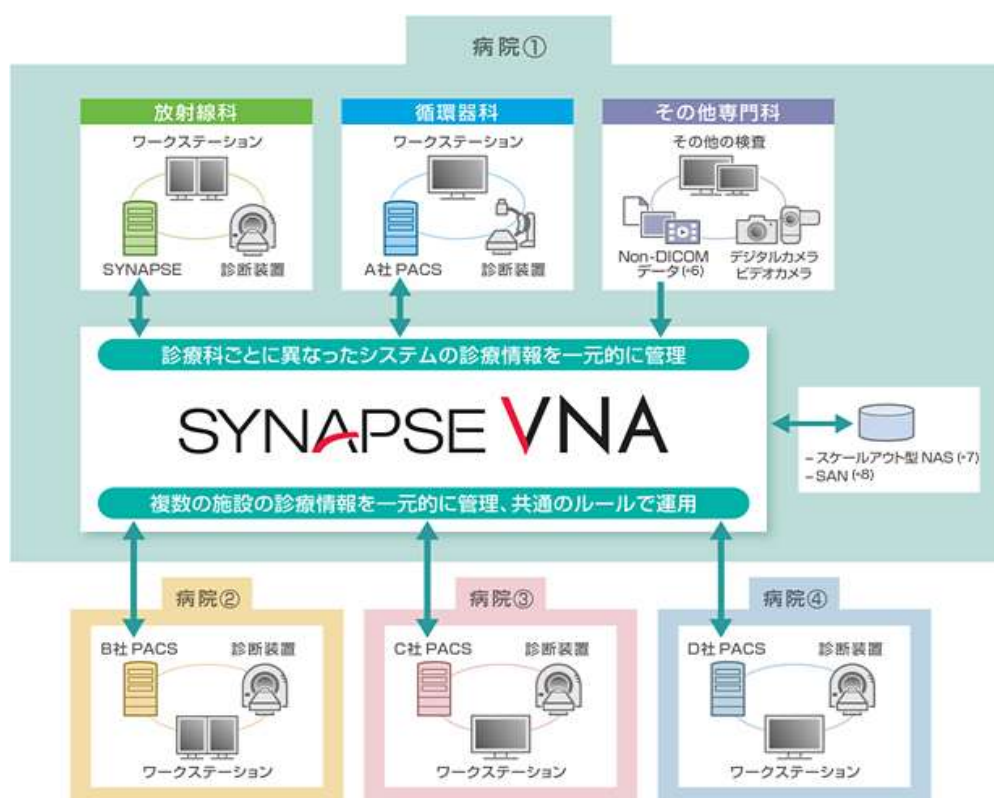 病院①
放射線科
ワークステーション
SYNAPSE
診断装置
循環器科
ワークステーション
A社 PACS
診断装置
その他専門科
その他の検査
Non-DICOM
データ(*6)
デジタルカメラ
ビデオカメラ
診療科ごとに異なったシステムの診療情報を一元的に管理
SYNAPSE VNA
複数の施設の診療情報を一元的に管理、共通のルールで運用
– スケールアウト型 NAS (*7)
– SAN (*8)
病院②
B社 PACS
診断装置
ワークステーション
病院③
C社 PACS
診断装置
ワークステーション
病院④
D社 PACS
診断装置
ワークステーション